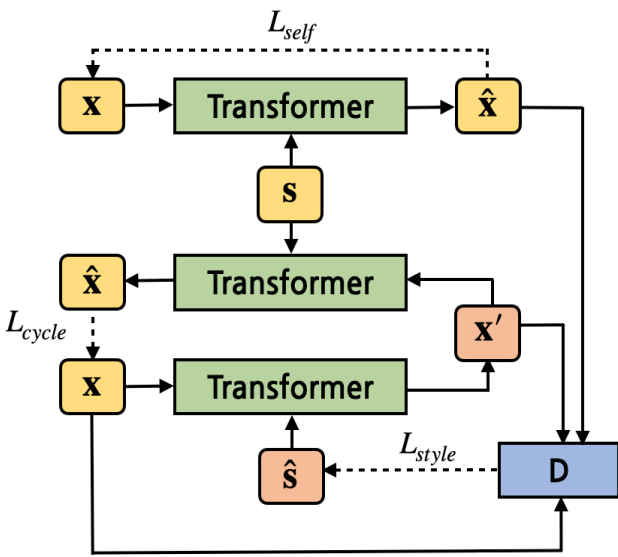 L_self
x Transformer x̂
s
x̂ Transformer
L_cycle x′
x Transformer
L_style
ŝ D